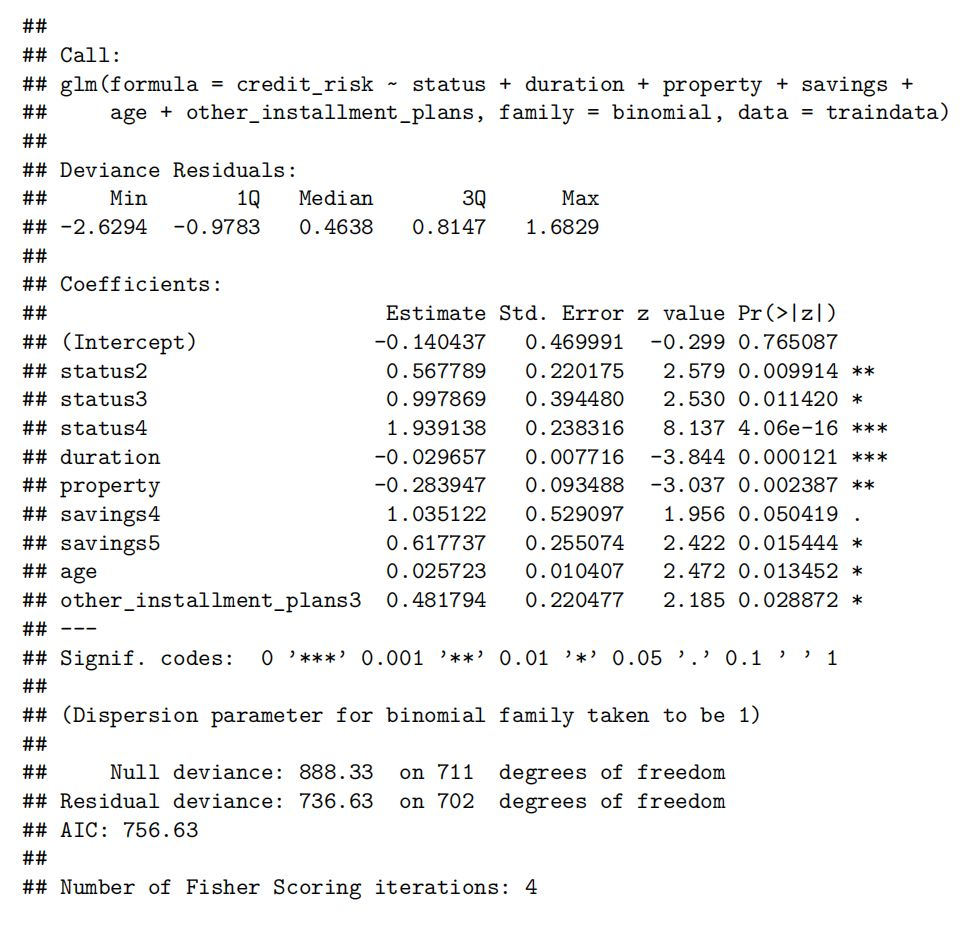 ##
## Call:
## glm(formula = credit_risk ~ status + duration + property + savings +
##     age + other_installment_plans, family = binomial, data = traindata)
##
## Deviance Residuals:
##     Min       1Q   Median       3Q      Max
## -2.6294  -0.9783   0.4638   0.8147   1.6829
##
## Coefficients:
##                           Estimate Std. Error z value Pr(>|z|)
## (Intercept)              -0.140437   0.469991  -0.299 0.765087
## status2                   0.567789   0.220175   2.579 0.009914 **
## status3                   0.997869   0.394480   2.530 0.011420 *
## status4                   1.939138   0.238316   8.137 4.06e-16 ***
## duration                 -0.029657   0.007716  -3.844 0.000121 ***
## property                 -0.283947   0.093488  -3.037 0.002387 **
## savings4                  1.035122   0.529097   1.956 0.050419 .
## savings5                  0.617737   0.255074   2.422 0.015444 *
## age                       0.025723   0.010407   2.472 0.013452 *
## other_installment_plans3  0.481794   0.220477   2.185 0.028872 *
## ---
## Signif. codes:  0 ’***’ 0.001 ’**’ 0.01 ’*’ 0.05 ’.’ 0.1 ’ ’ 1
##
## (Dispersion parameter for binomial family taken to be 1)
##
##     Null deviance: 888.33  on 711  degrees of freedom
## Residual deviance: 736.63  on 702  degrees of freedom
## AIC: 756.63
##
## Number of Fisher Scoring iterations: 4